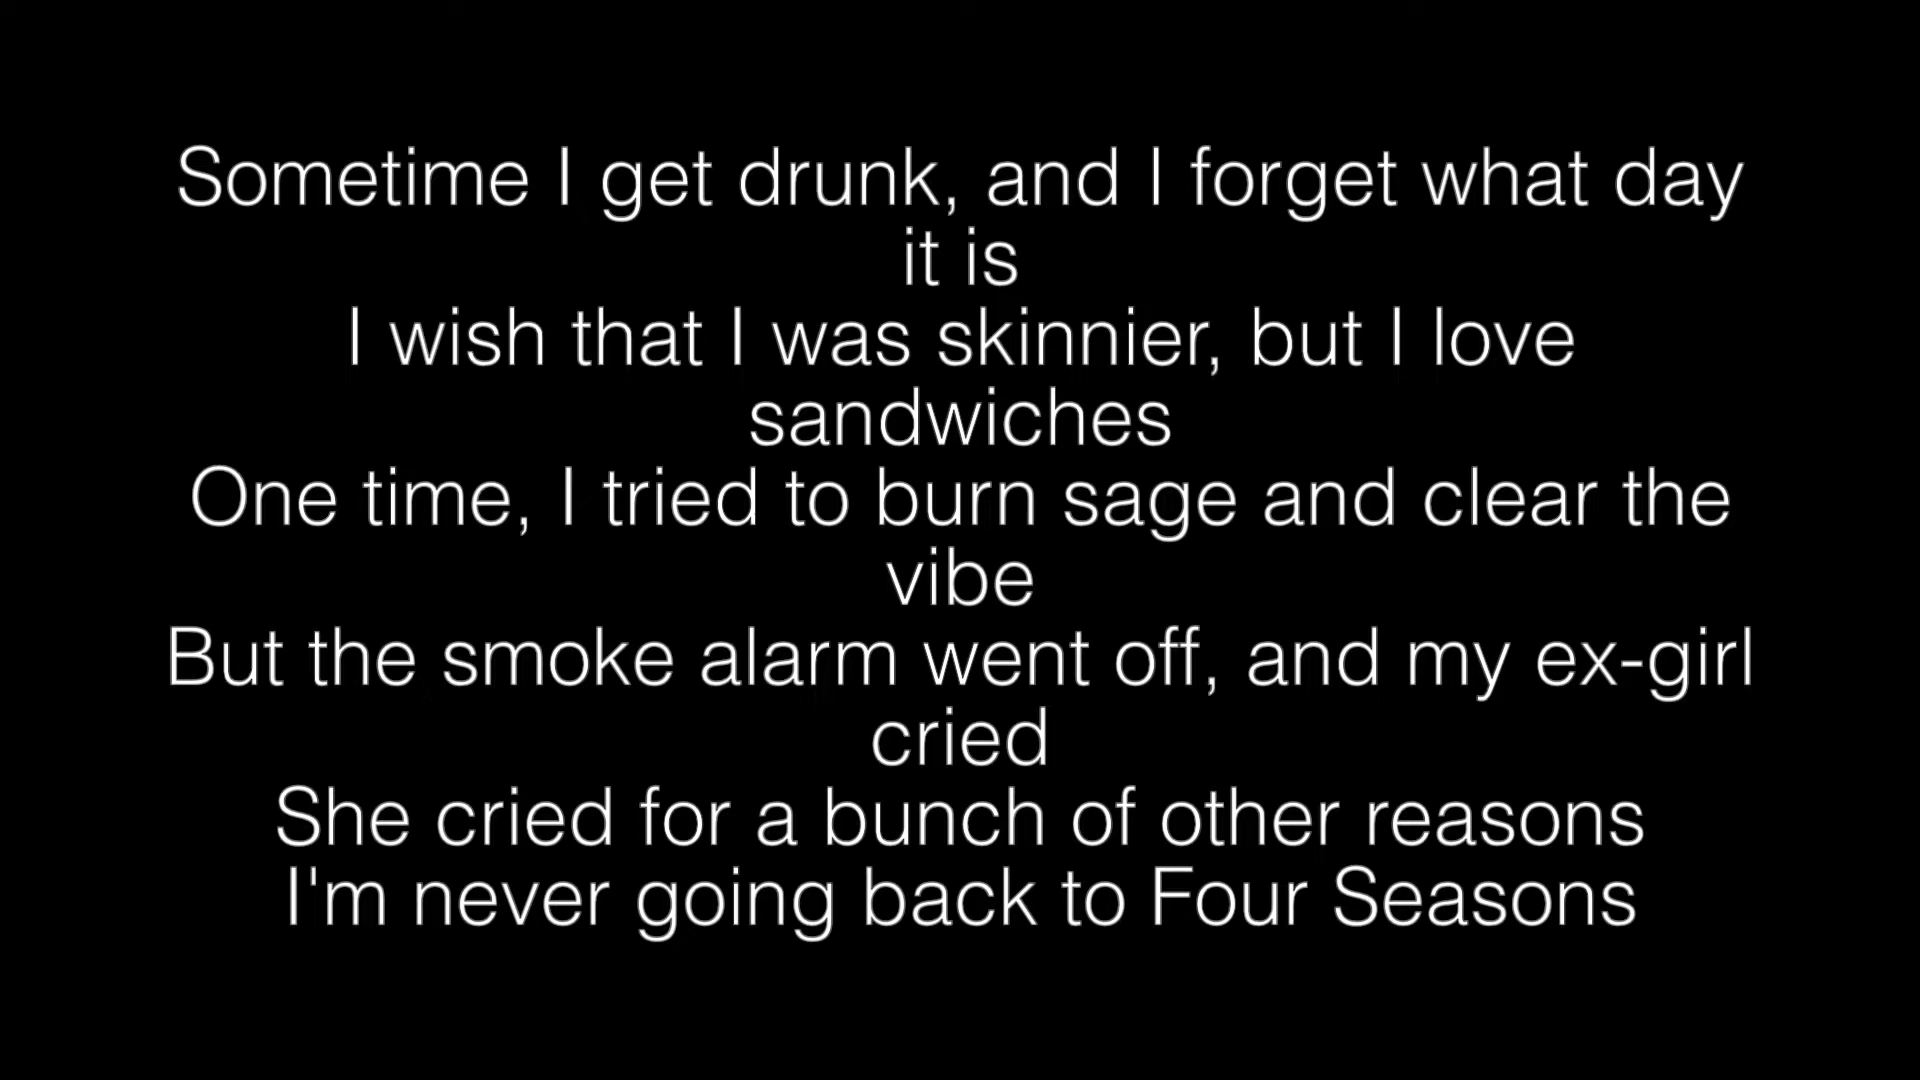 Sometime I get drunk, and I forget what day
it is
I wish that I was skinnier, but I love
sandwiches
One time, I tried to burn sage and clear the
vibe
But the smoke alarm went off, and my ex-girl
cried
She cried for a bunch of other reasons
I'm never going back to Four Seasons